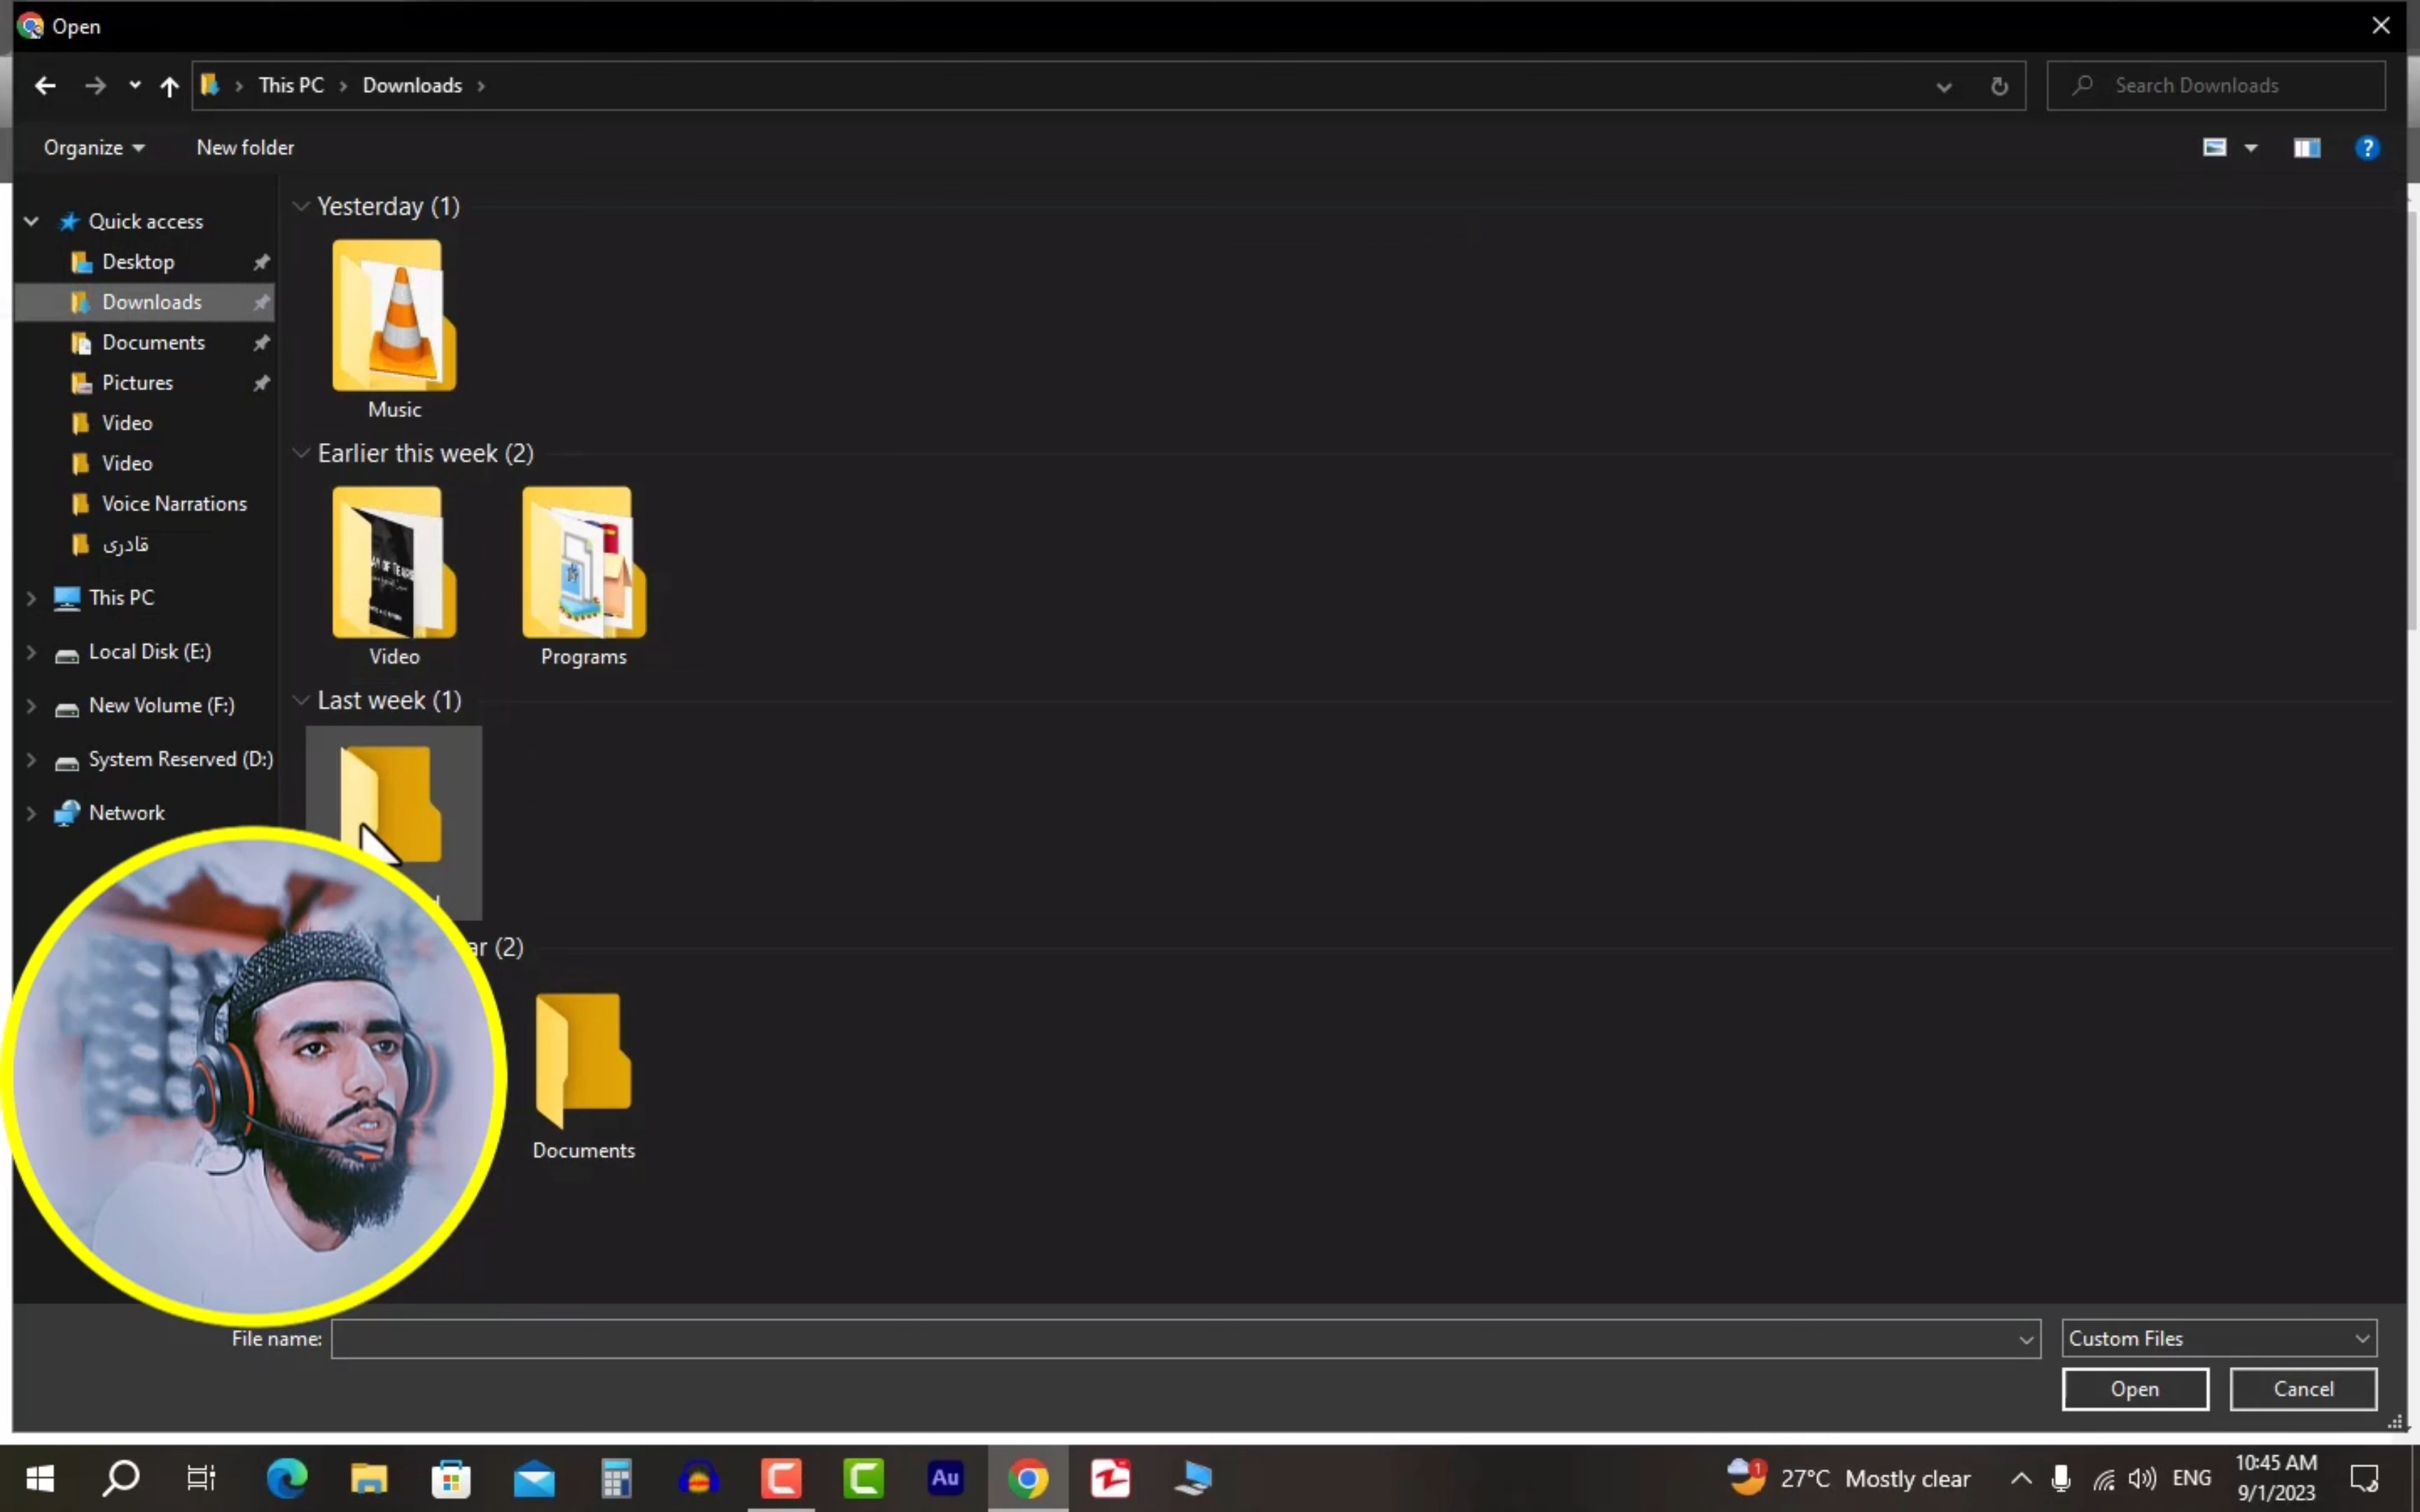 Open
This PC
Downloads
Search Downloads
Organize
New folder
Quick access
Desktop
Downloads
Documents
Pictures
Video
Video
Voice Narrations
قادری
This PC
Local Disk (E:)
New Volume (F:)
System Reserved (D:)
Network
Yesterday (1)
Music
Earlier this week (2)
Video
Programs
Last week (1)
(2)
Documents
File name:
Custom Files
Open
Cancel
Au
1
27°C Mostly clear
ENG
10:45 AM
9/1/2023